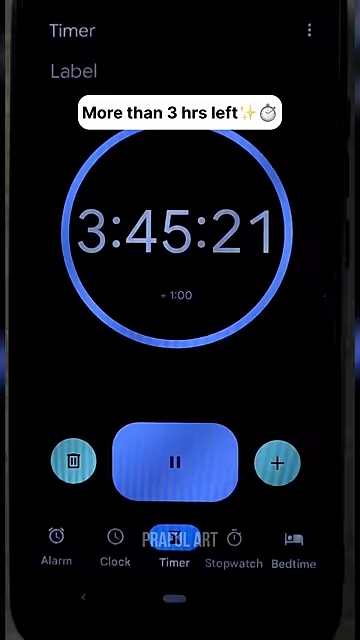 Timer
Label
More than 3 hrs left✨⏱️
3:45:21
+ 1:00
PRAFUL ART
Alarm
Clock
Timer
Stopwatch
Bedtime